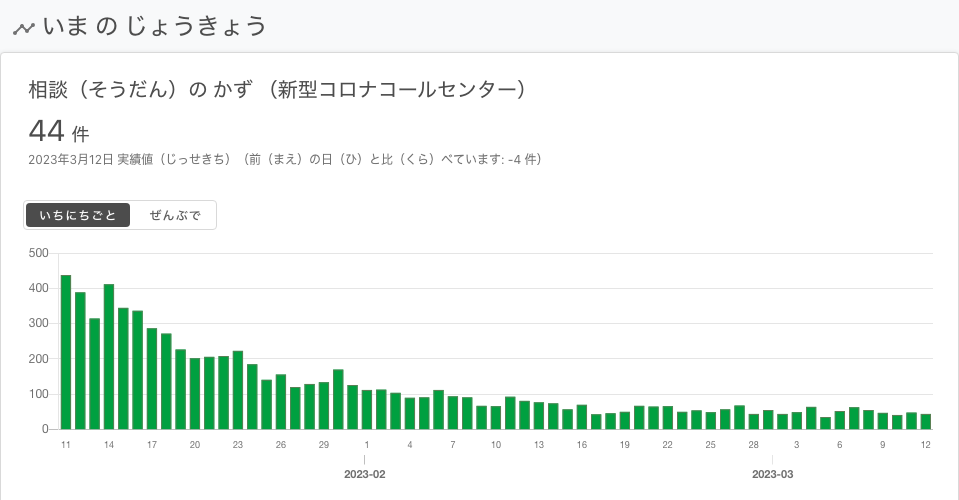 いま の じょうきょう
相談（そうだん）の かず （新型コロナコールセンター）
44 件
2023年3月12日 実績値（じっせきち）（前（まえ）の日（ひ）と比（くら）べています: -4 件）
いちにちごと ぜんぶで
500
400
300
200
100
0
11 14 17 20 23 26 29 1 4 7 10 13 16 19 22 25 28 3 6 9 12
2023-02 2023-03